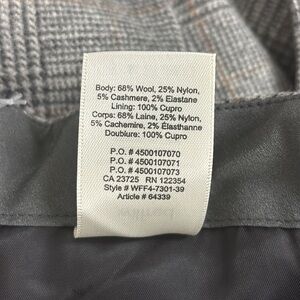 Body: 68% Wool, 25% Nylon,
5% Cashmere, 2% Elastane
Lining: 100% Cupro
Corps: 68% Laine, 25% Nylon,
5% Cachemire, 2% Élasthanne
Doublure: 100% Cupro
P.O. # 4500107070
P.O. # 4500107071
P.O. # 4500107073
CA 23725 RN 122354
Style # WFF4-7301-39
Article # 64339